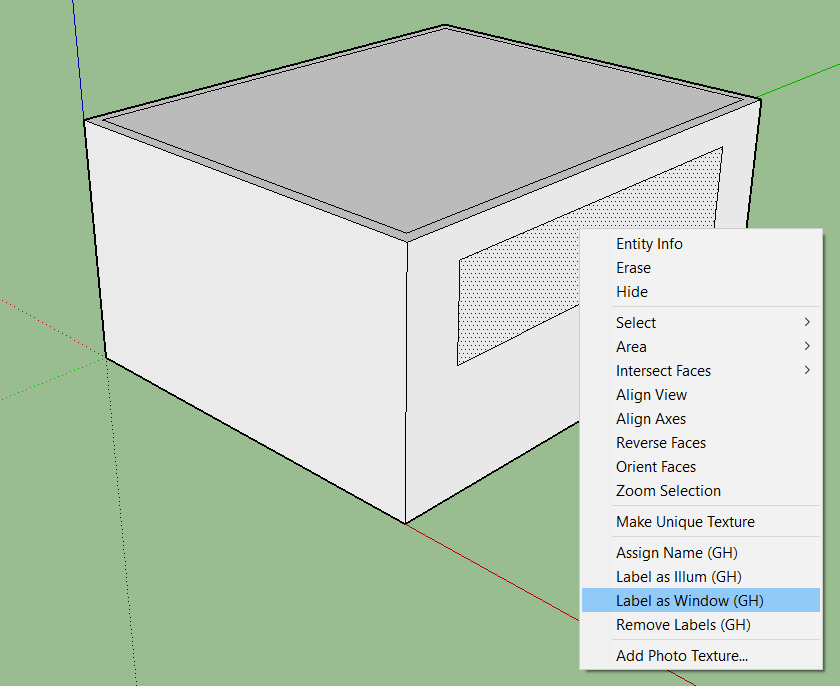 Entity Info
Erase
Hide
Select
Area
Intersect Faces
Align View
Align Axes
Reverse Faces
Orient Faces
Zoom Selection
Make Unique Texture
Assign Name (GH)
Label as Illum (GH)
Label as Window (GH)
Remove Labels (GH)
Add Photo Texture...